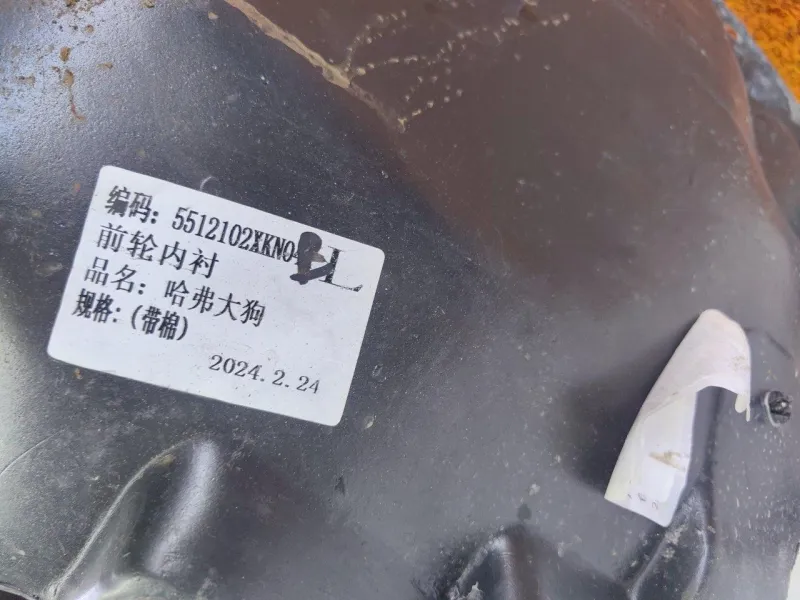 编码: 5512102XKN04 L
前轮内衬
品名: 哈弗大狗
规格: (带棉)
2024.2.24